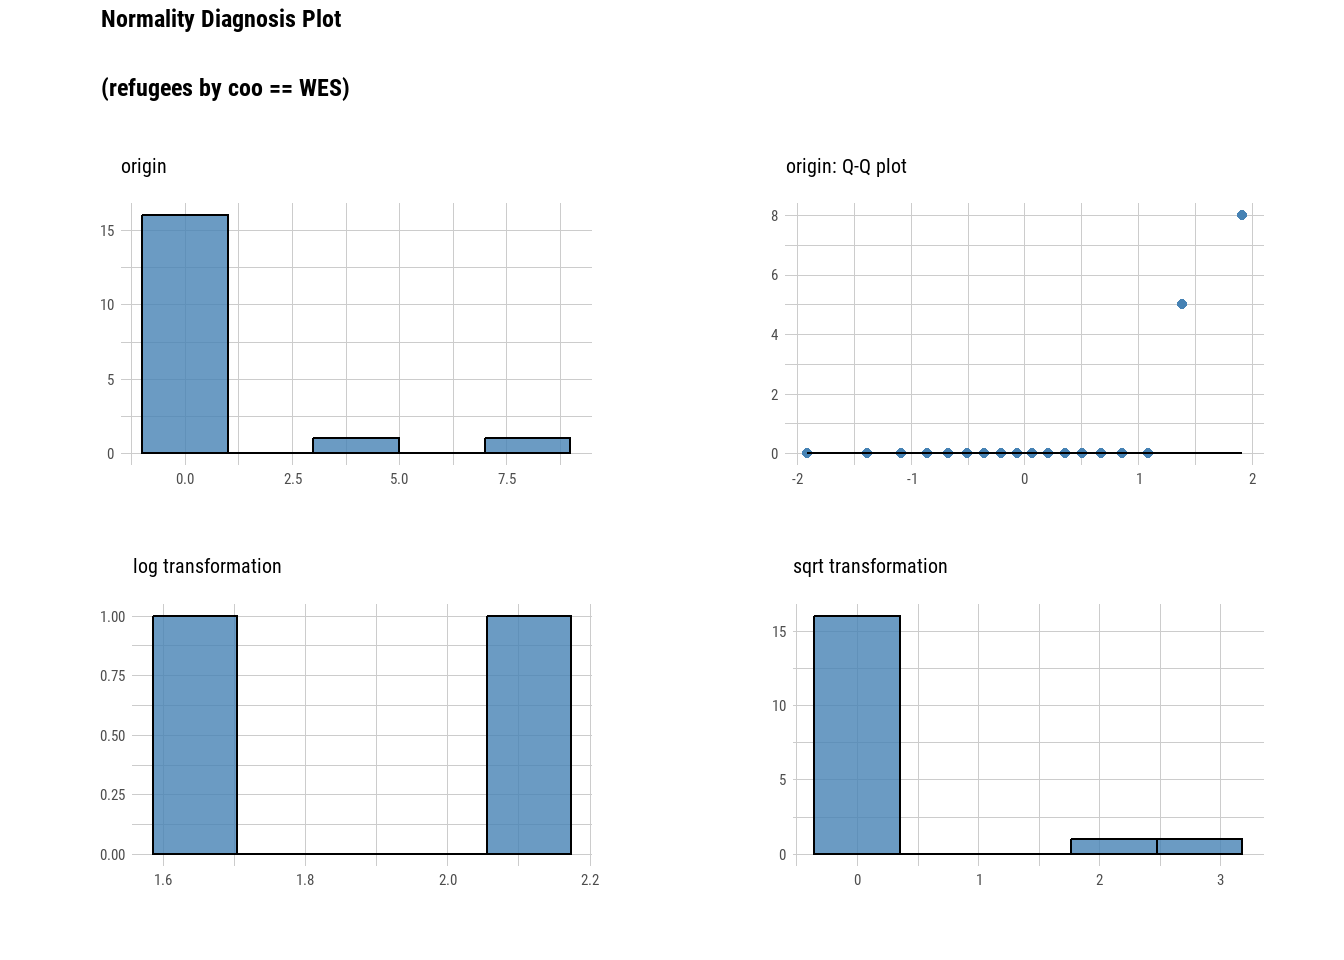 Normality Diagnosis Plot
(refugees by coo == WES)
origin
15
10
5
0
0.0 2.5 5.0 7.5
origin: Q-Q plot
8
6
4
2
0
-2 -1 0 1 2
log transformation
1.00
0.75
0.50
0.25
0.00
1.6 1.8 2.0 2.2
sqrt transformation
15
10
5
0
0 1 2 3